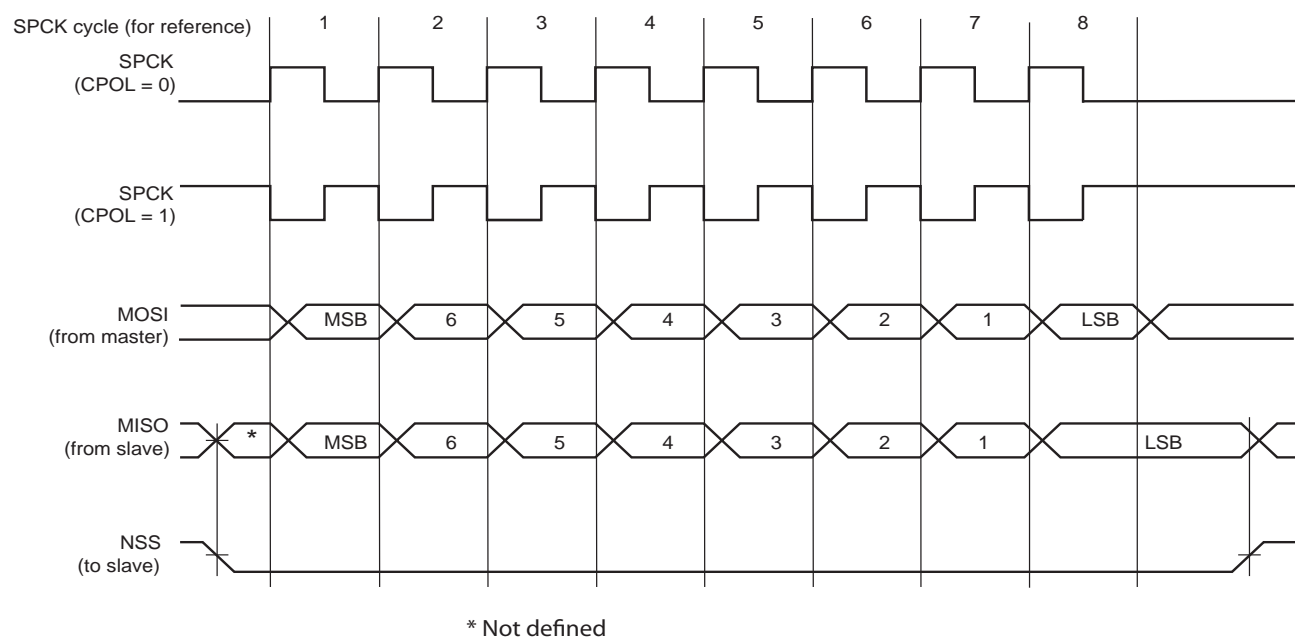 SPCK cycle (for reference) 1 2 3 4 5 6 7 8
SPCK
(CPOL = 0)
SPCK
(CPOL = 1)
MOSI
(from master)
MSB 6 5 4 3 2 1 LSB
MISO
(from slave)
* MSB 6 5 4 3 2 1 LSB
NSS
(to slave)
* Not defined